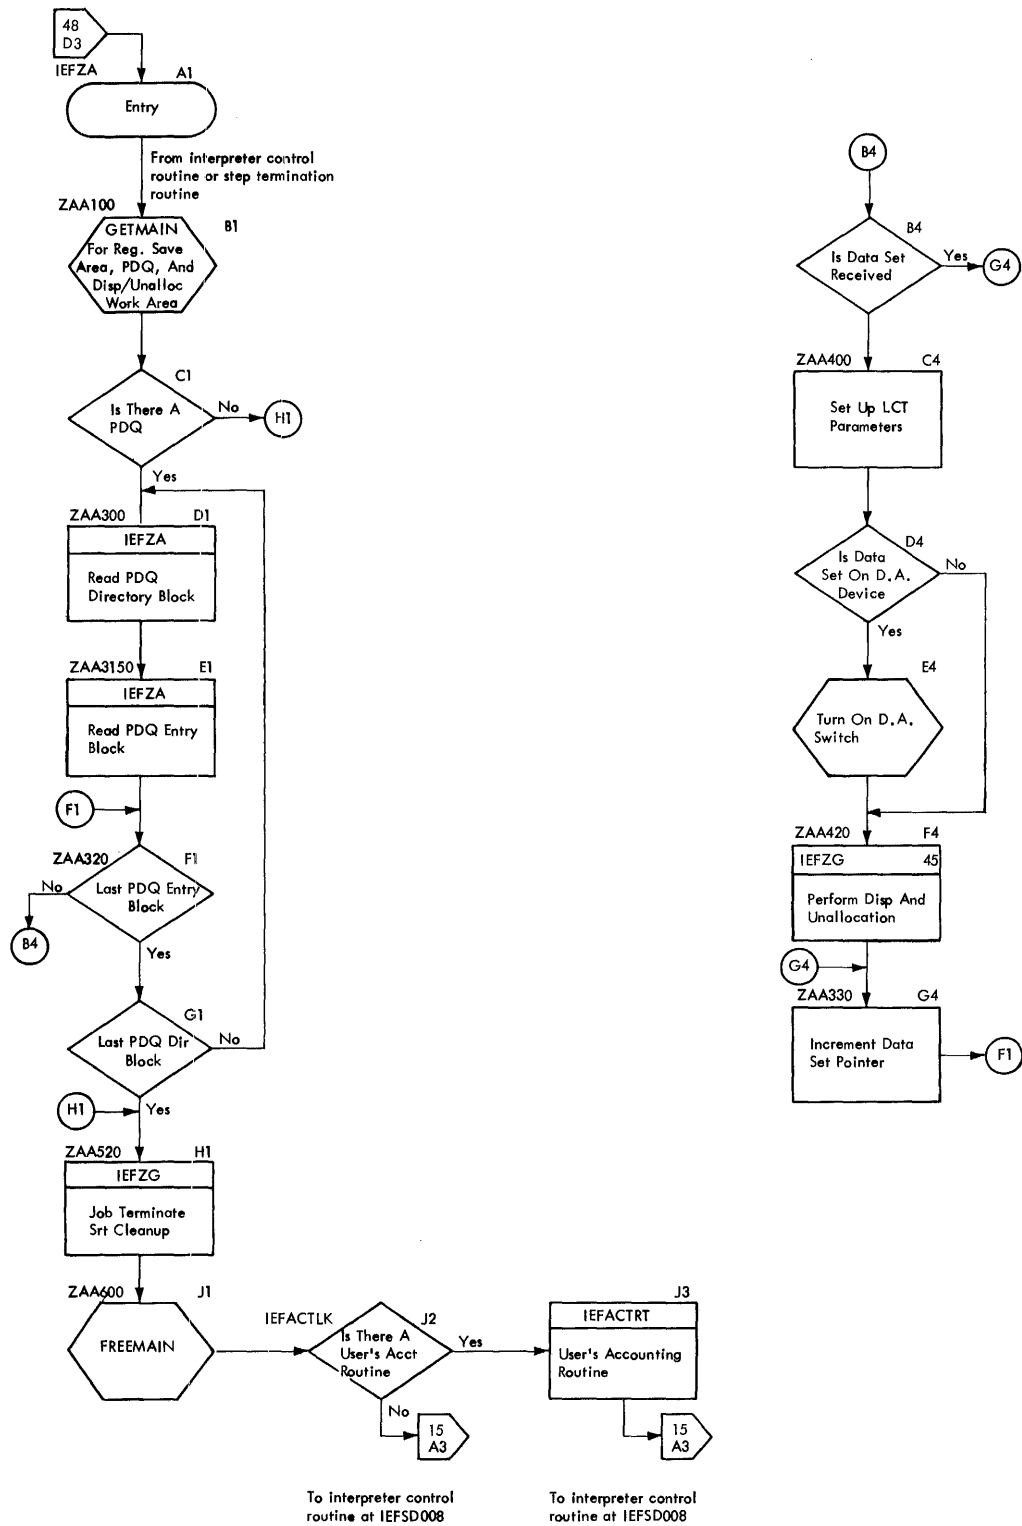 48
D3
IEFZA
A1
Entry
From interpreter control
routine or step termination
routine
ZAA100
B1
GETMAIN
For Reg. Save
Area, PDQ, And
Disp/Unalloc
Work Area
C1
Is There A
PDQ
No
H1
Yes
ZAA300
D1
IEFZA
Read PDQ
Directory Block
ZAA3150
E1
IEFZA
Read PDQ Entry
Block
F1
ZAA320
F1
Last PDQ Entry
Block
No
B4
Yes
G1
Last PDQ Dir
Block
No
H1
Yes
ZAA520
H1
IEFZG
Job Terminate
Srt Cleanup
ZAA600
J1
FREEMAIN
IEFACTLK
J2
Is There A
User's Acct
Routine
Yes
No
15
A3
To interpreter control
routine at IEFSD008
J3
IEFACTRT
User's Accounting
Routine
15
A3
To interpreter control
routine at IEFSD008
B4
B4
Is Data Set
Received
Yes
G4
ZAA400
C4
Set Up LCT
Parameters
D4
Is Data
Set On D.A.
Device
No
Yes
E4
Turn On D.A.
Switch
ZAA420
F4
IEFZG 45
Perform Disp And
Unallocation
G4
ZAA330
G4
Increment Data
Set Pointer
F1